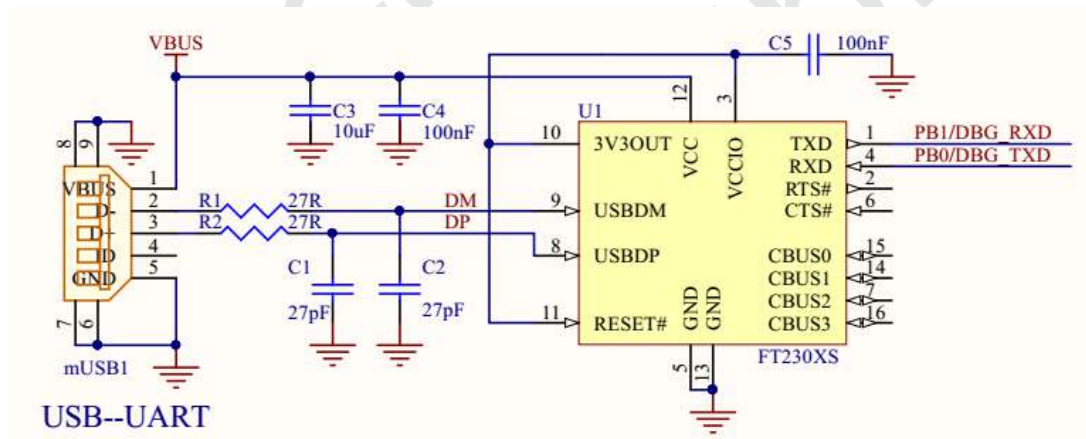 VBUS
C5 100nF
C3
10uF
C4
100nF
12
3
U1
8
9
10 3V3OUT
VCC
VCCIO
TXD 1 PB1/DBG_RXD
RXD 4 PB0/DBG_TXD
RTS# 2
CTS# 6
VBUS 1
D- 2
R1 27R DM
9 USBDM
D+ 3
R2 27R DP
8 USBDP
ID 4
GND 5
C1
27pF
C2
27pF
CBUS0 15
CBUS1 14
CBUS2 7
CBUS3 16
11 RESET#
GND
GND
7
6
5
13
FT230XS
mUSB1
USB--UART